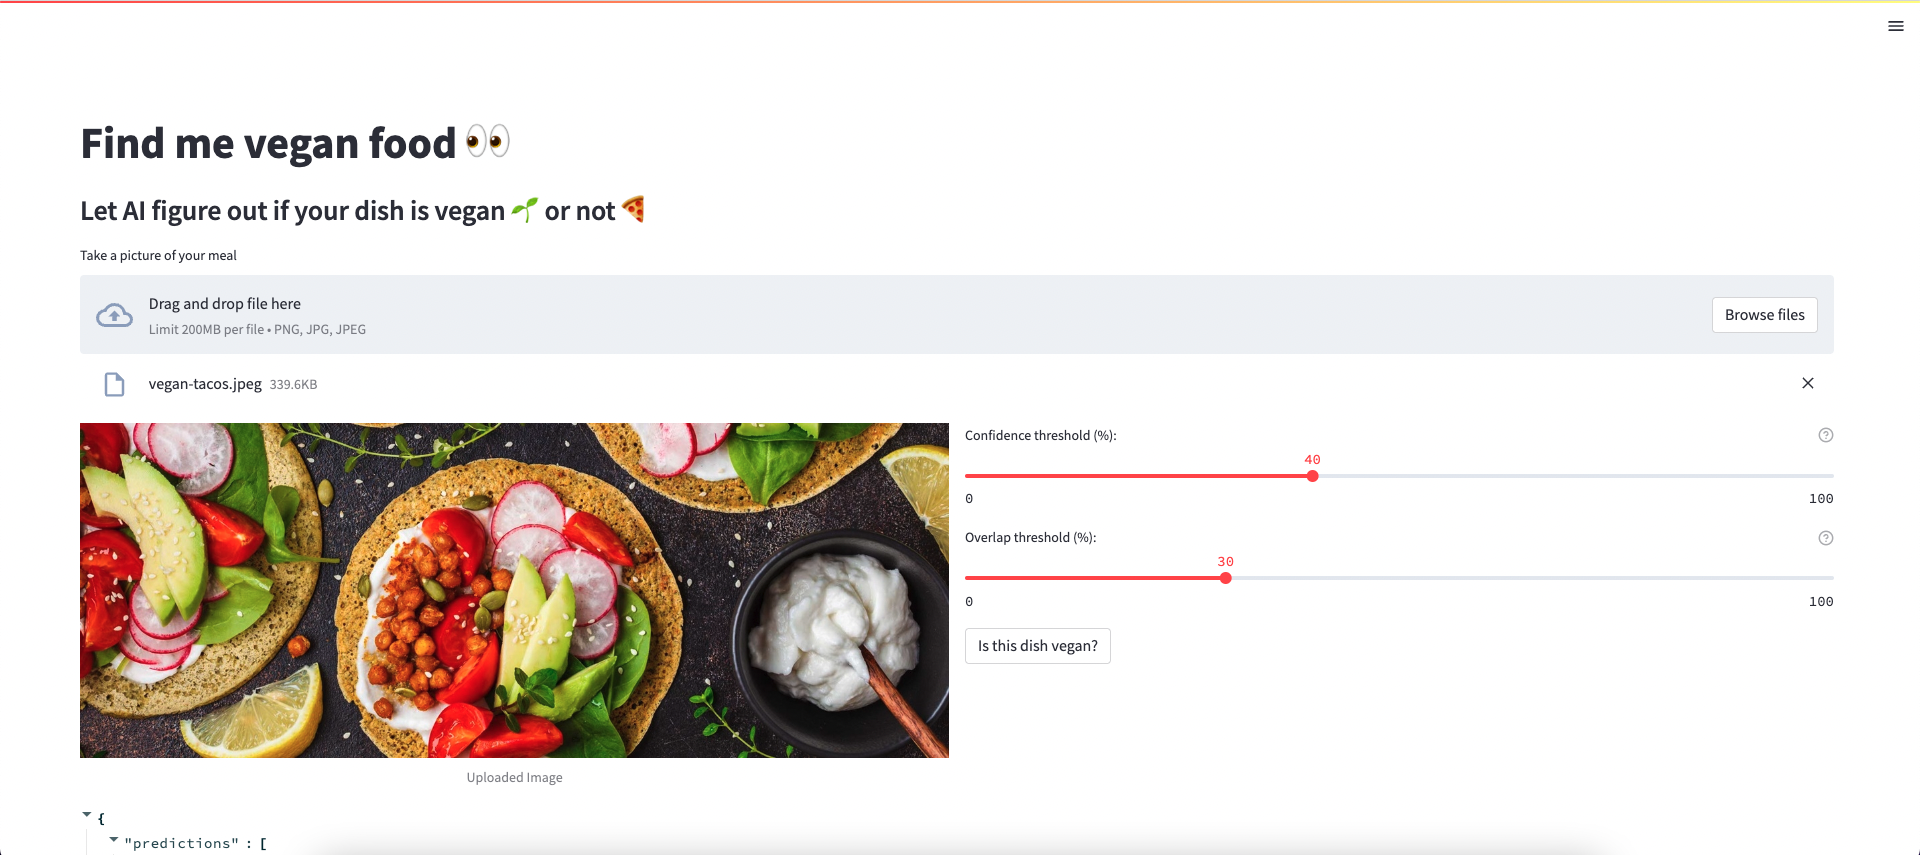 Find me vegan food 👀
Let AI figure out if your dish is vegan 🌱 or not 🍕
Take a picture of your meal
Drag and drop file here
Limit 200MB per file • PNG, JPG, JPEG
Browse files
vegan-tacos.jpeg 339.6KB
Confidence threshold (%):
40
0 100
Overlap threshold (%):
30
0 100
Is this dish vegan?
Uploaded Image
{
"predictions" : [